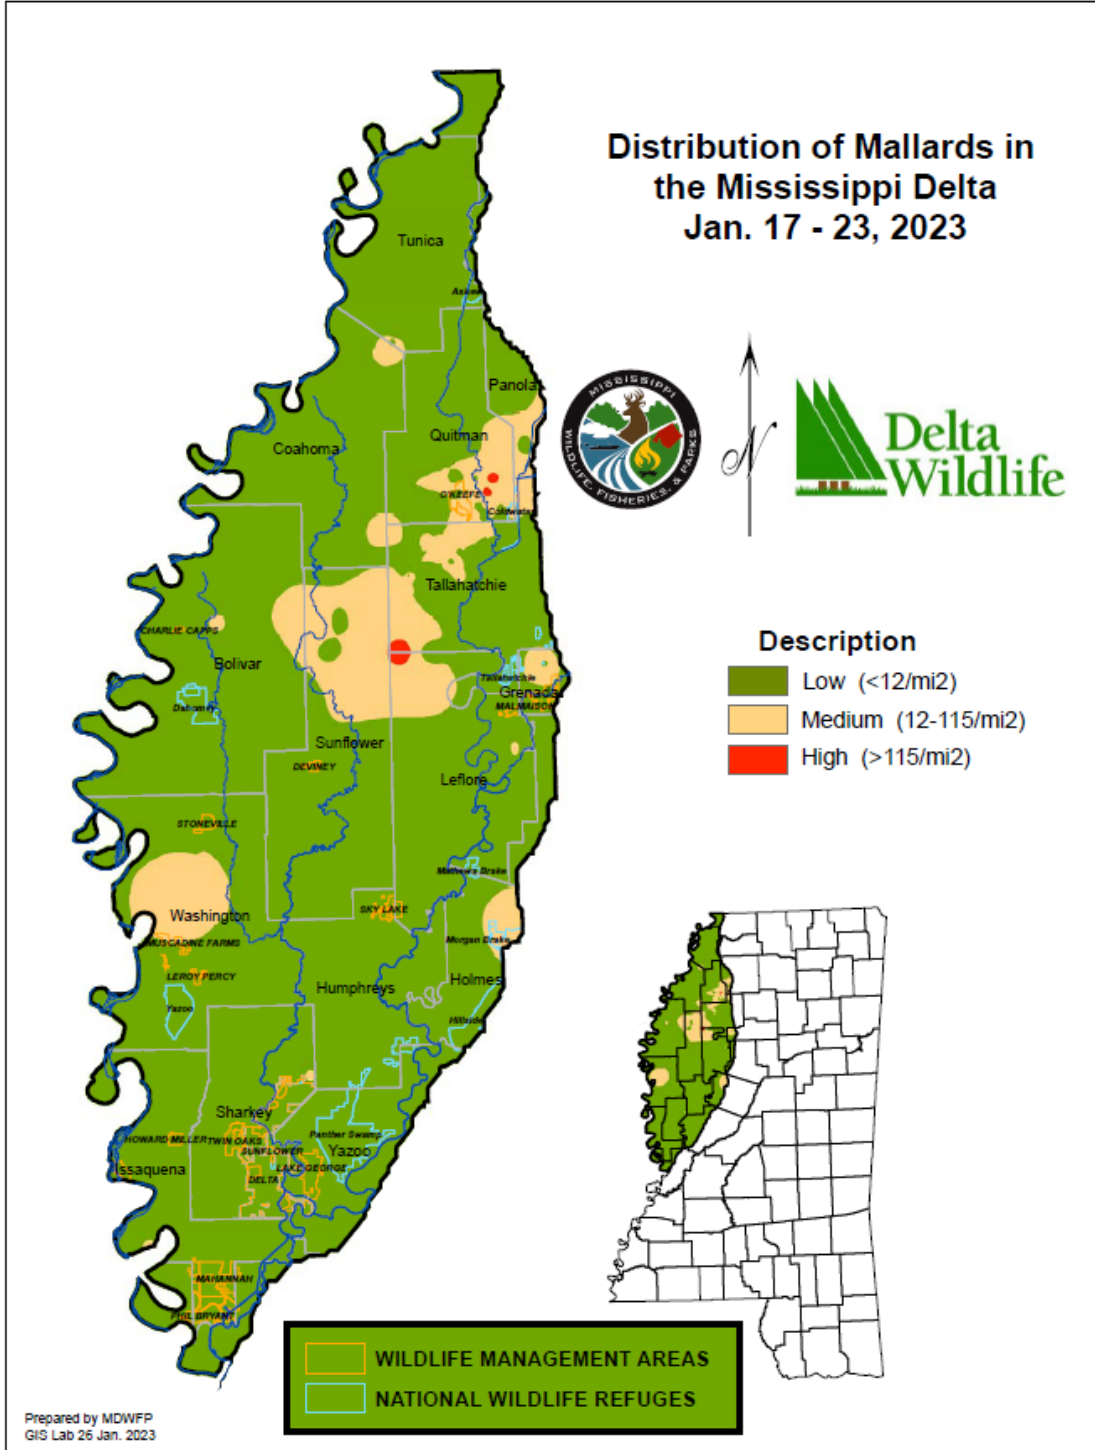 Distribution of Mallards in
the Mississippi Delta
Jan. 17 - 23, 2023
Tunica
Askew
Panola
Quitman
Coahoma
O'KEEFE
Coldwater
MISSISSIPPI
WILDLIFE, FISHERIES, & PARKS
N
Delta
Wildlife
Tallahatchie
CHARLIE CAPPS
Bolivar
Dahomey
Tallahatchie
Grenada
MALMAISON
Sunflower
DEVINEY
Leflore
STONEVILLE
Mathews Brake
SKY LAKE
Washington
MUSCADINE FARMS
Morgan Brake
LEROY PERCY
Holmes
Humphreys
Yazoo
Hillside
Sharkey
HOWARD MILLER
TWIN OAKS
Panther Swamp
SUNFLOWER
Yazoo
LAKE GEORGE
Issaquena
DELTA
MAHANNAH
PHIL BRYANT
Description
Low (<12/mi2)
Medium (12-115/mi2)
High (>115/mi2)
WILDLIFE MANAGEMENT AREAS
NATIONAL WILDLIFE REFUGES
Prepared by MDWFP
GIS Lab 26 Jan. 2023